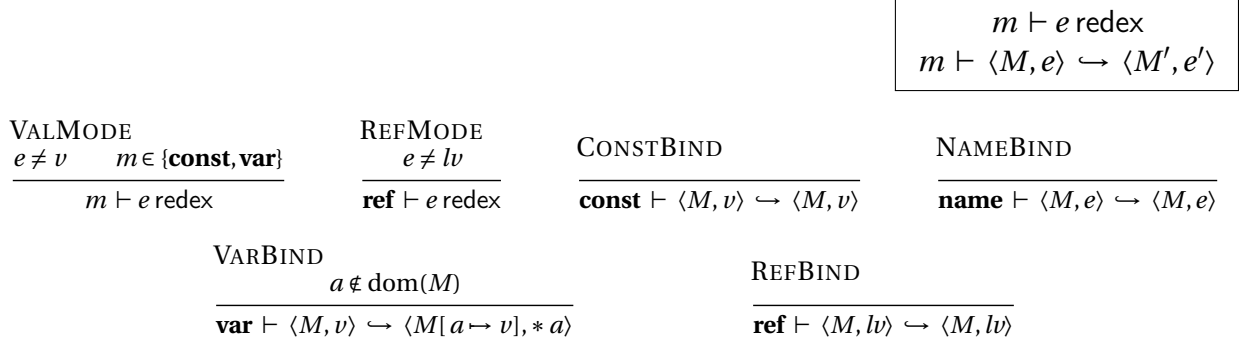 m ⊢ e redex
m ⊢ ⟨M, e⟩ ↪ ⟨M′, e′⟩
VALMODE
e ≠ v m ∈ {const, var}
m ⊢ e redex
REFMODE
e ≠ lv
ref ⊢ e redex
CONSTBIND
const ⊢ ⟨M, v⟩ ↪ ⟨M, v⟩
NAMEBIND
name ⊢ ⟨M, e⟩ ↪ ⟨M, e⟩
VARBIND
a ∉ dom(M)
var ⊢ ⟨M, v⟩ ↪ ⟨M[a ↦ v], ∗ a⟩
REFBIND
ref ⊢ ⟨M, lv⟩ ↪ ⟨M, lv⟩